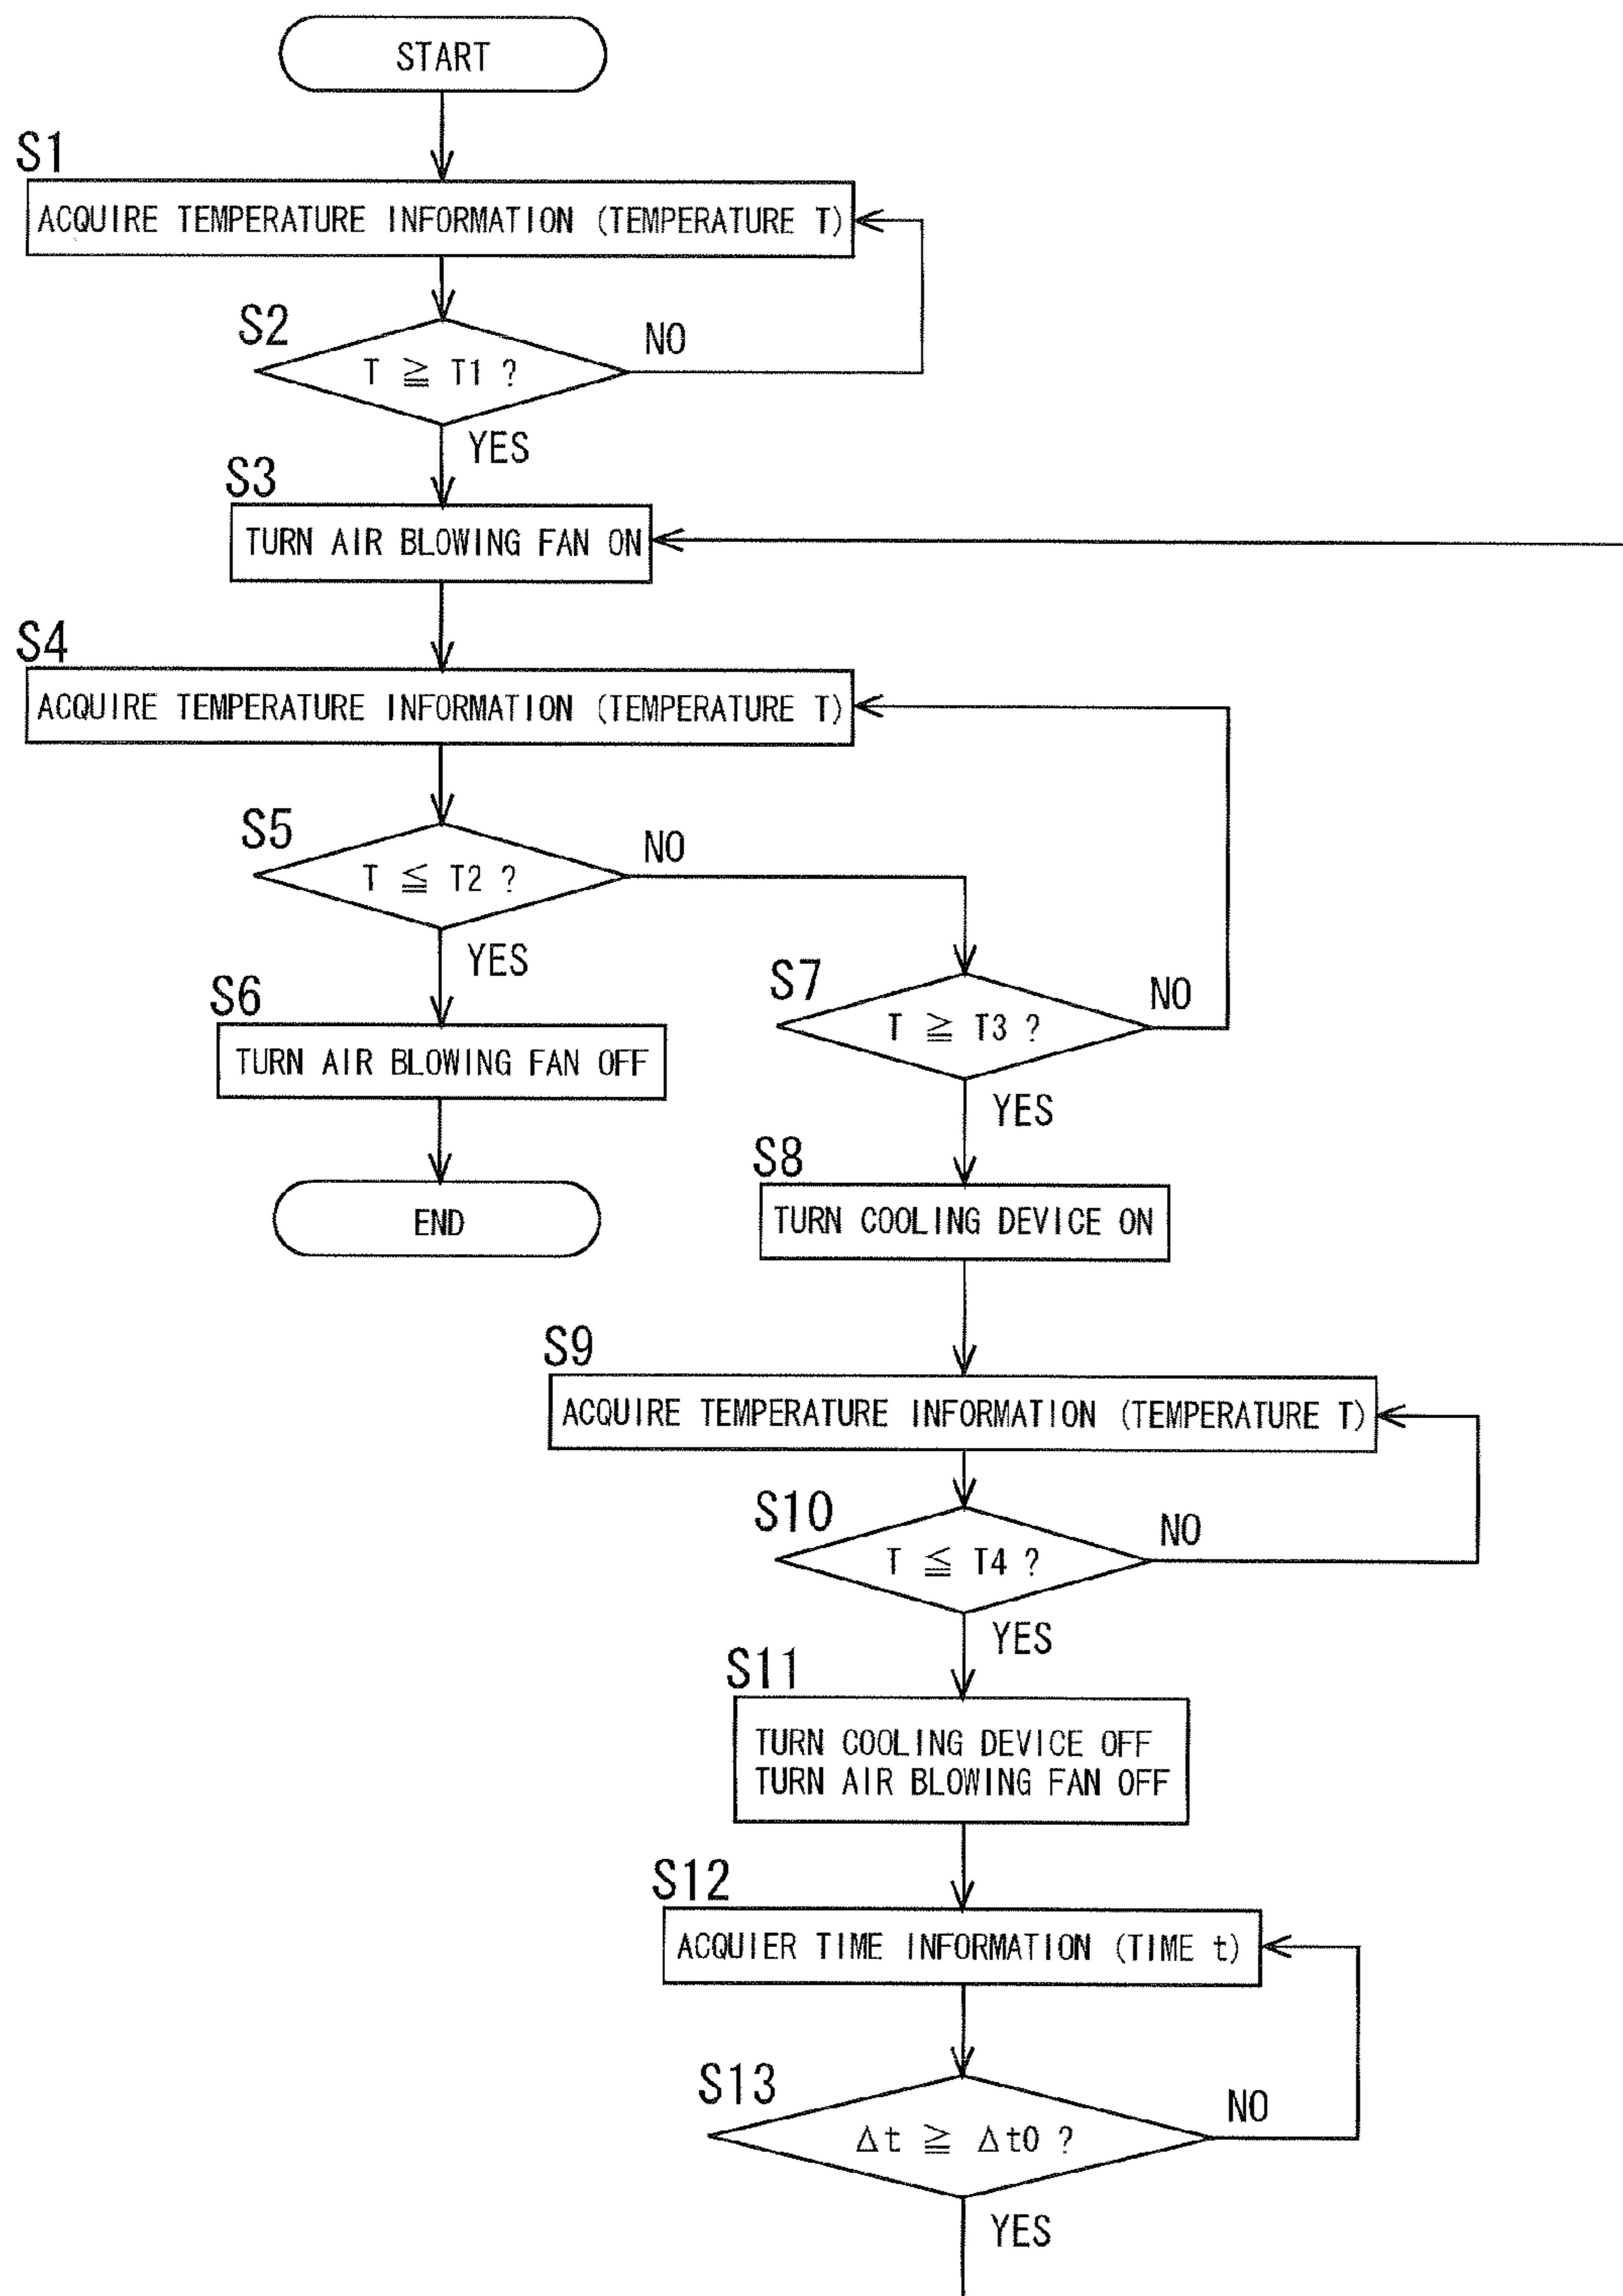 START
S1
ACQUIRE TEMPERATURE INFORMATION (TEMPERATURE T)
S2
T ≧ T1 ?
NO
YES
S3
TURN AIR BLOWING FAN ON
S4
ACQUIRE TEMPERATURE INFORMATION (TEMPERATURE T)
S5
T ≦ T2 ?
NO
YES
S6
TURN AIR BLOWING FAN OFF
END
S7
T ≧ T3 ?
NO
YES
S8
TURN COOLING DEVICE ON
S9
ACQUIRE TEMPERATURE INFORMATION (TEMPERATURE T)
S10
T ≦ T4 ?
NO
YES
S11
TURN COOLING DEVICE OFF
TURN AIR BLOWING FAN OFF
S12
ACQUIER TIME INFORMATION (TIME t)
S13
Δt ≧ Δt0 ?
NO
YES